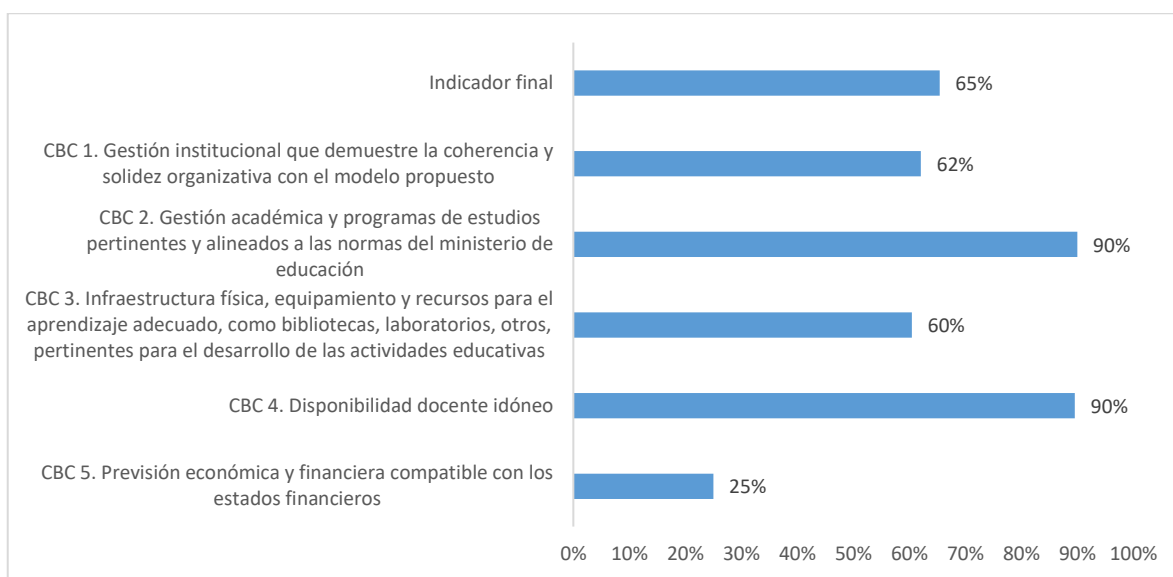 Indicador final
65%
CBC 1. Gestión institucional que demuestre la coherencia y
solidez organizativa con el modelo propuesto
62%
CBC 2. Gestión académica y programas de estudios
pertinentes y alineados a las normas del ministerio de
educación
90%
CBC 3. Infraestructura física, equipamiento y recursos para el
aprendizaje adecuado, como bibliotecas, laboratorios, otros,
pertinentes para el desarrollo de las actividades educativas
60%
CBC 4. Disponibilidad docente idóneo
90%
CBC 5. Previsión económica y financiera compatible con los
estados financieros
25%
0% 10% 20% 30% 40% 50% 60% 70% 80% 90% 100%